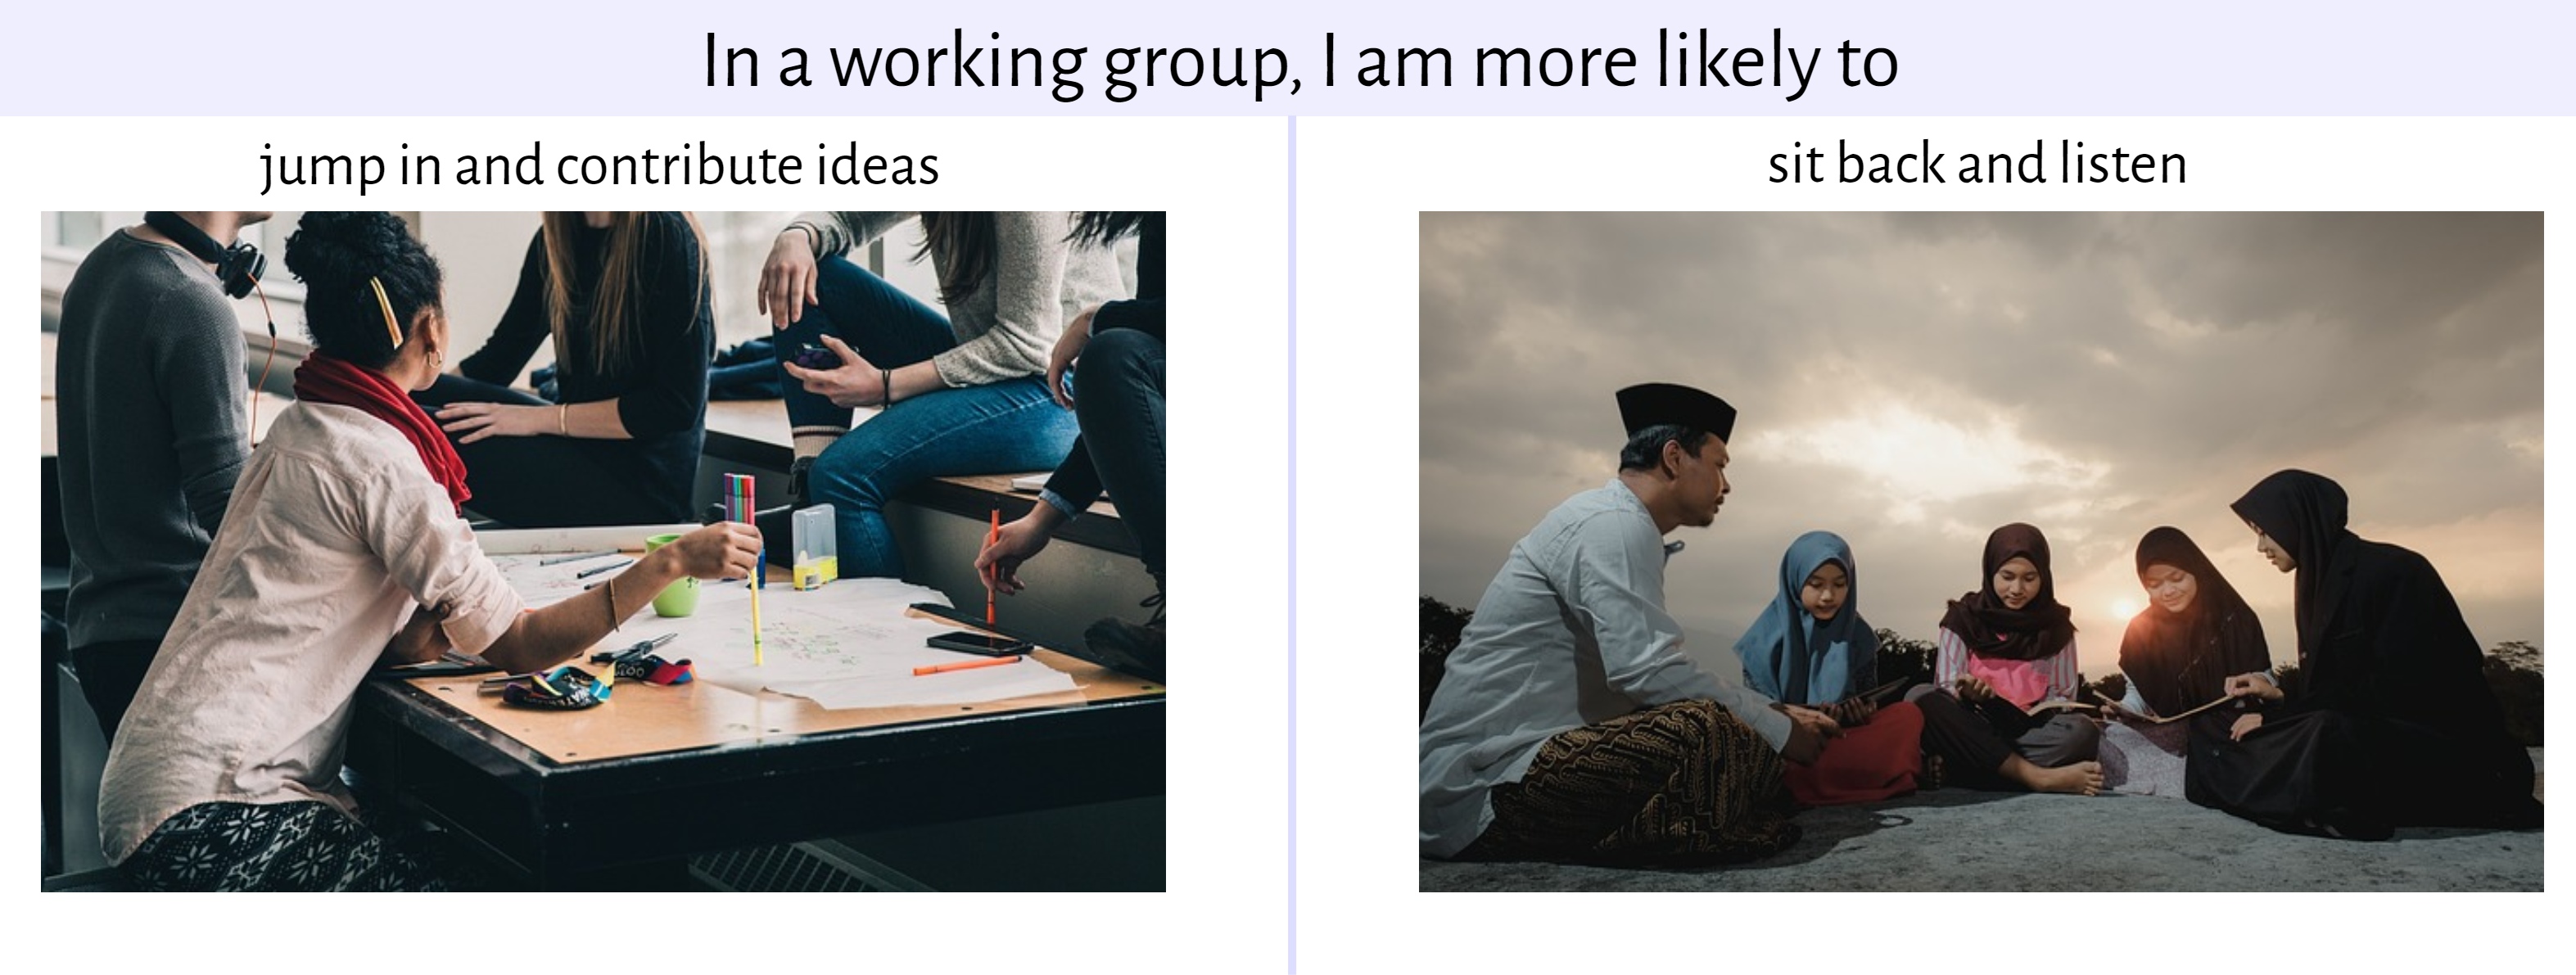 In a working group, I am more likely to
jump in and contribute ideas
sit back and listen